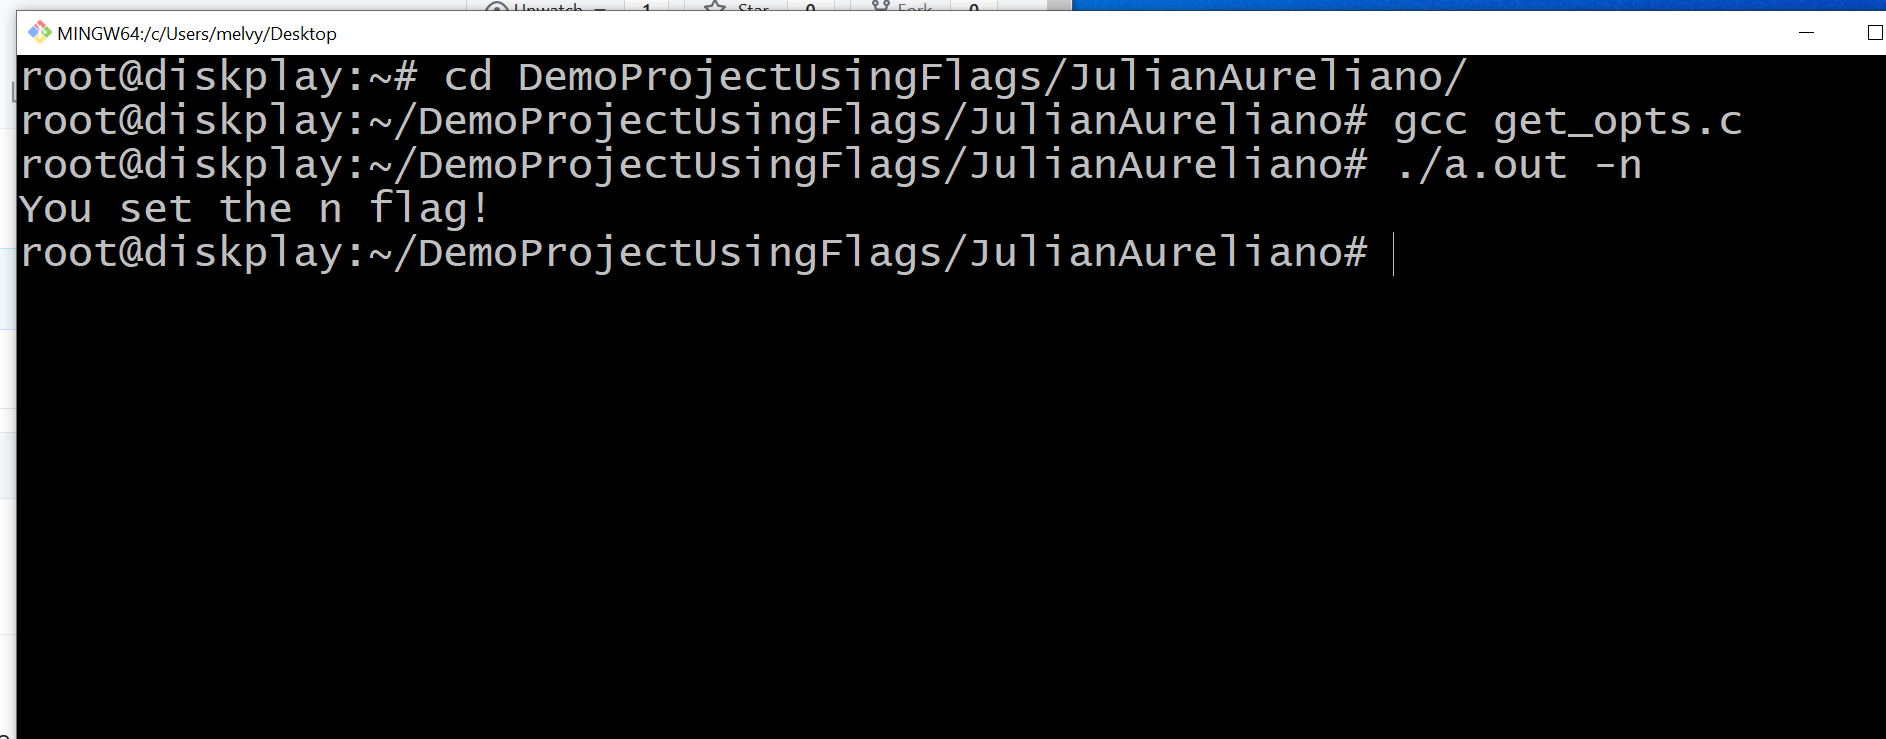 Unwatch 1 Star 0 Fork 0
MINGW64:/c/Users/melvy/Desktop
root@diskplay:~# cd DemoProjectUsingFlags/JulianAureliano/
root@diskplay:~/DemoProjectUsingFlags/JulianAureliano# gcc get_opts.c
root@diskplay:~/DemoProjectUsingFlags/JulianAureliano# ./a.out -n
You set the n flag!
root@diskplay:~/DemoProjectUsingFlags/JulianAureliano#